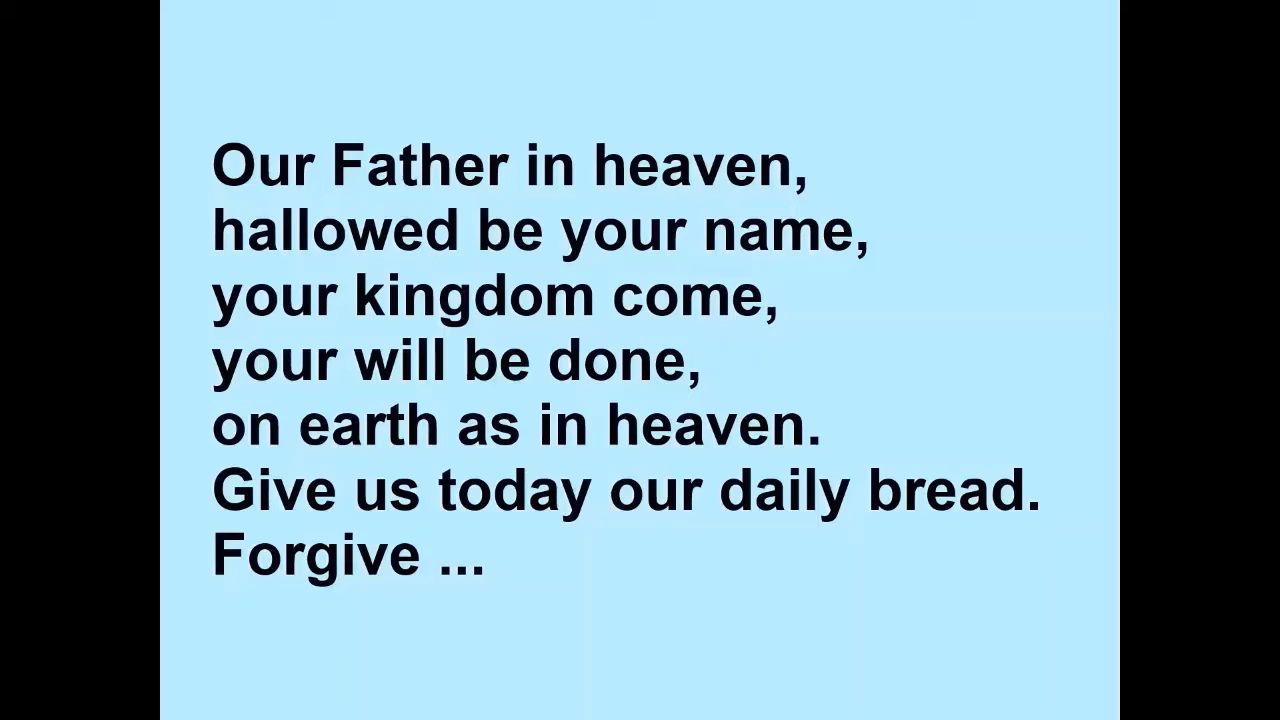 Our Father in heaven,
hallowed be your name,
your kingdom come,
your will be done,
on earth as in heaven.
Give us today our daily bread.
Forgive ...